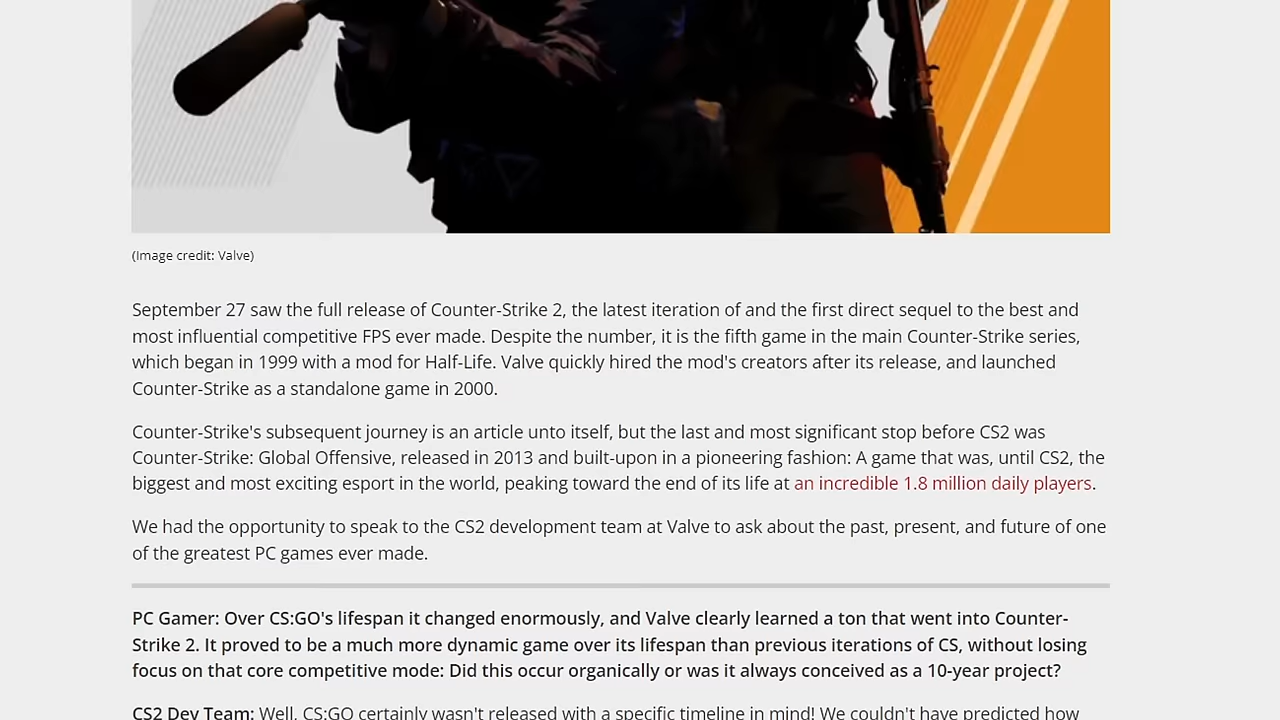 (Image credit: Valve)
September 27 saw the full release of Counter-Strike 2, the latest iteration of and the first direct sequel to the best and
most influential competitive FPS ever made. Despite the number, it is the fifth game in the main Counter-Strike series,
which began in 1999 with a mod for Half-Life. Valve quickly hired the mod's creators after its release, and launched
Counter-Strike as a standalone game in 2000.
Counter-Strike's subsequent journey is an article unto itself, but the last and most significant stop before CS2 was
Counter-Strike: Global Offensive, released in 2013 and built-upon in a pioneering fashion: A game that was, until CS2, the
biggest and most exciting esport in the world, peaking toward the end of its life at an incredible 1.8 million daily players.
We had the opportunity to speak to the CS2 development team at Valve to ask about the past, present, and future of one
of the greatest PC games ever made.
PC Gamer: Over CS:GO's lifespan it changed enormously, and Valve clearly learned a ton that went into Counter-
Strike 2. It proved to be a much more dynamic game over its lifespan than previous iterations of CS, without losing
focus on that core competitive mode: Did this occur organically or was it always conceived as a 10-year project?
CS2 Dev Team: Well, CS:GO certainly wasn't released with a specific timeline in mind! We couldn't have predicted how